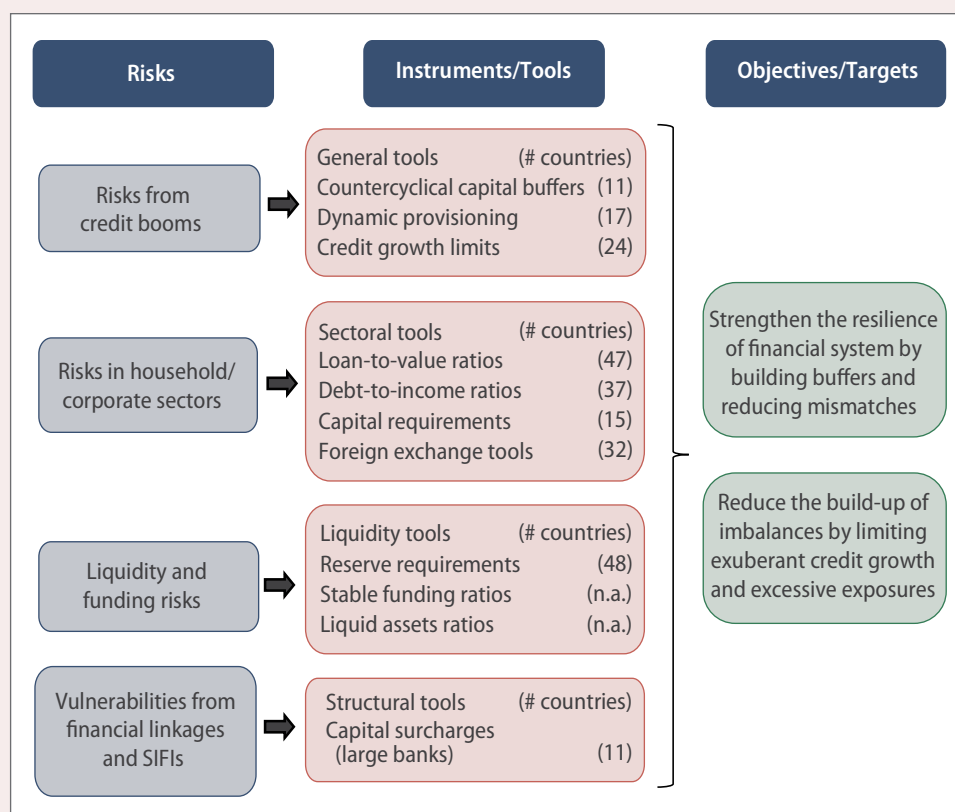 Risks
Instruments/Tools
Objectives/Targets
Risks from
credit booms
General tools (# countries)
Countercyclical capital buffers (11)
Dynamic provisioning (17)
Credit growth limits (24)
Risks in household/
corporate sectors
Sectoral tools (# countries)
Loan-to-value ratios (47)
Debt-to-income ratios (37)
Capital requirements (15)
Foreign exchange tools (32)
Liquidity and
funding risks
Liquidity tools (# countries)
Reserve requirements (48)
Stable funding ratios (n.a.)
Liquid assets ratios (n.a.)
Vulnerabilities from
financial linkages
and SIFIs
Structural tools (# countries)
Capital surcharges
(large banks) (11)
Strengthen the resilience
of financial system by
building buffers and
reducing mismatches
Reduce the build-up of
imbalances by limiting
exuberant credit growth
and excessive exposures